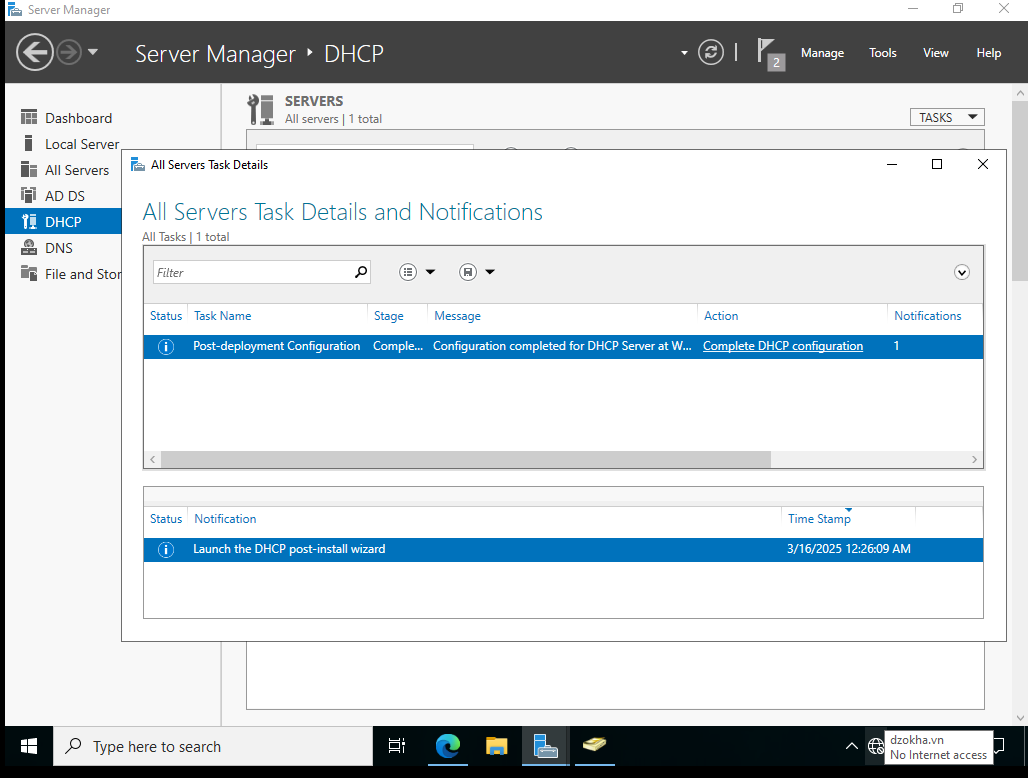 Server Manager
Server Manager ‣ DHCP
2
Manage
Tools
View
Help
Dashboard
Local Server
All Servers
AD DS
DHCP
DNS
File and Stor
SERVERS
All servers | 1 total
TASKS
All Servers Task Details
All Servers Task Details and Notifications
All Tasks | 1 total
Filter
Status Task Name Stage Message Action Notifications
Post-deployment Configuration Comple... Configuration completed for DHCP Server at W... Complete DHCP configuration 1
Status Notification Time Stamp
Launch the DHCP post-install wizard 3/16/2025 12:26:09 AM
Type here to search
dzokha.vn
No Internet access